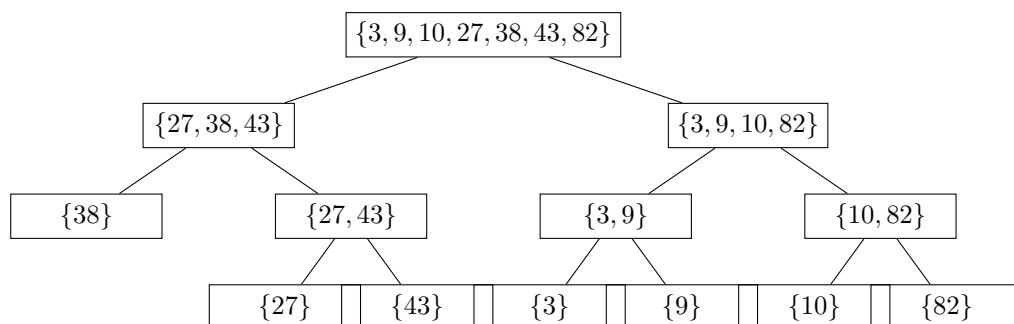 {3, 9, 10, 27, 38, 43, 82}
{27, 38, 43} {3, 9, 10, 82}
{38} {27, 43} {3, 9} {10, 82}
{27} {43} {3} {9} {10} {82}